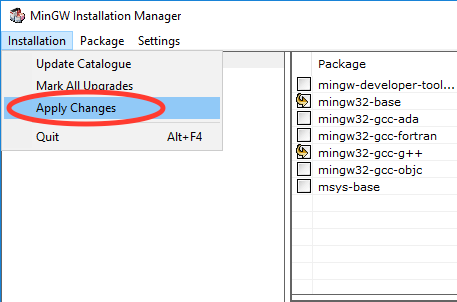 MinGW Installation Manager
Installation Package Settings
Update Catalogue
Mark All Upgrades
Apply Changes
Quit Alt+F4
Package
mingw-developer-tool...
mingw32-base
mingw32-gcc-ada
mingw32-gcc-fortran
mingw32-gcc-g++
mingw32-gcc-objc
msys-base